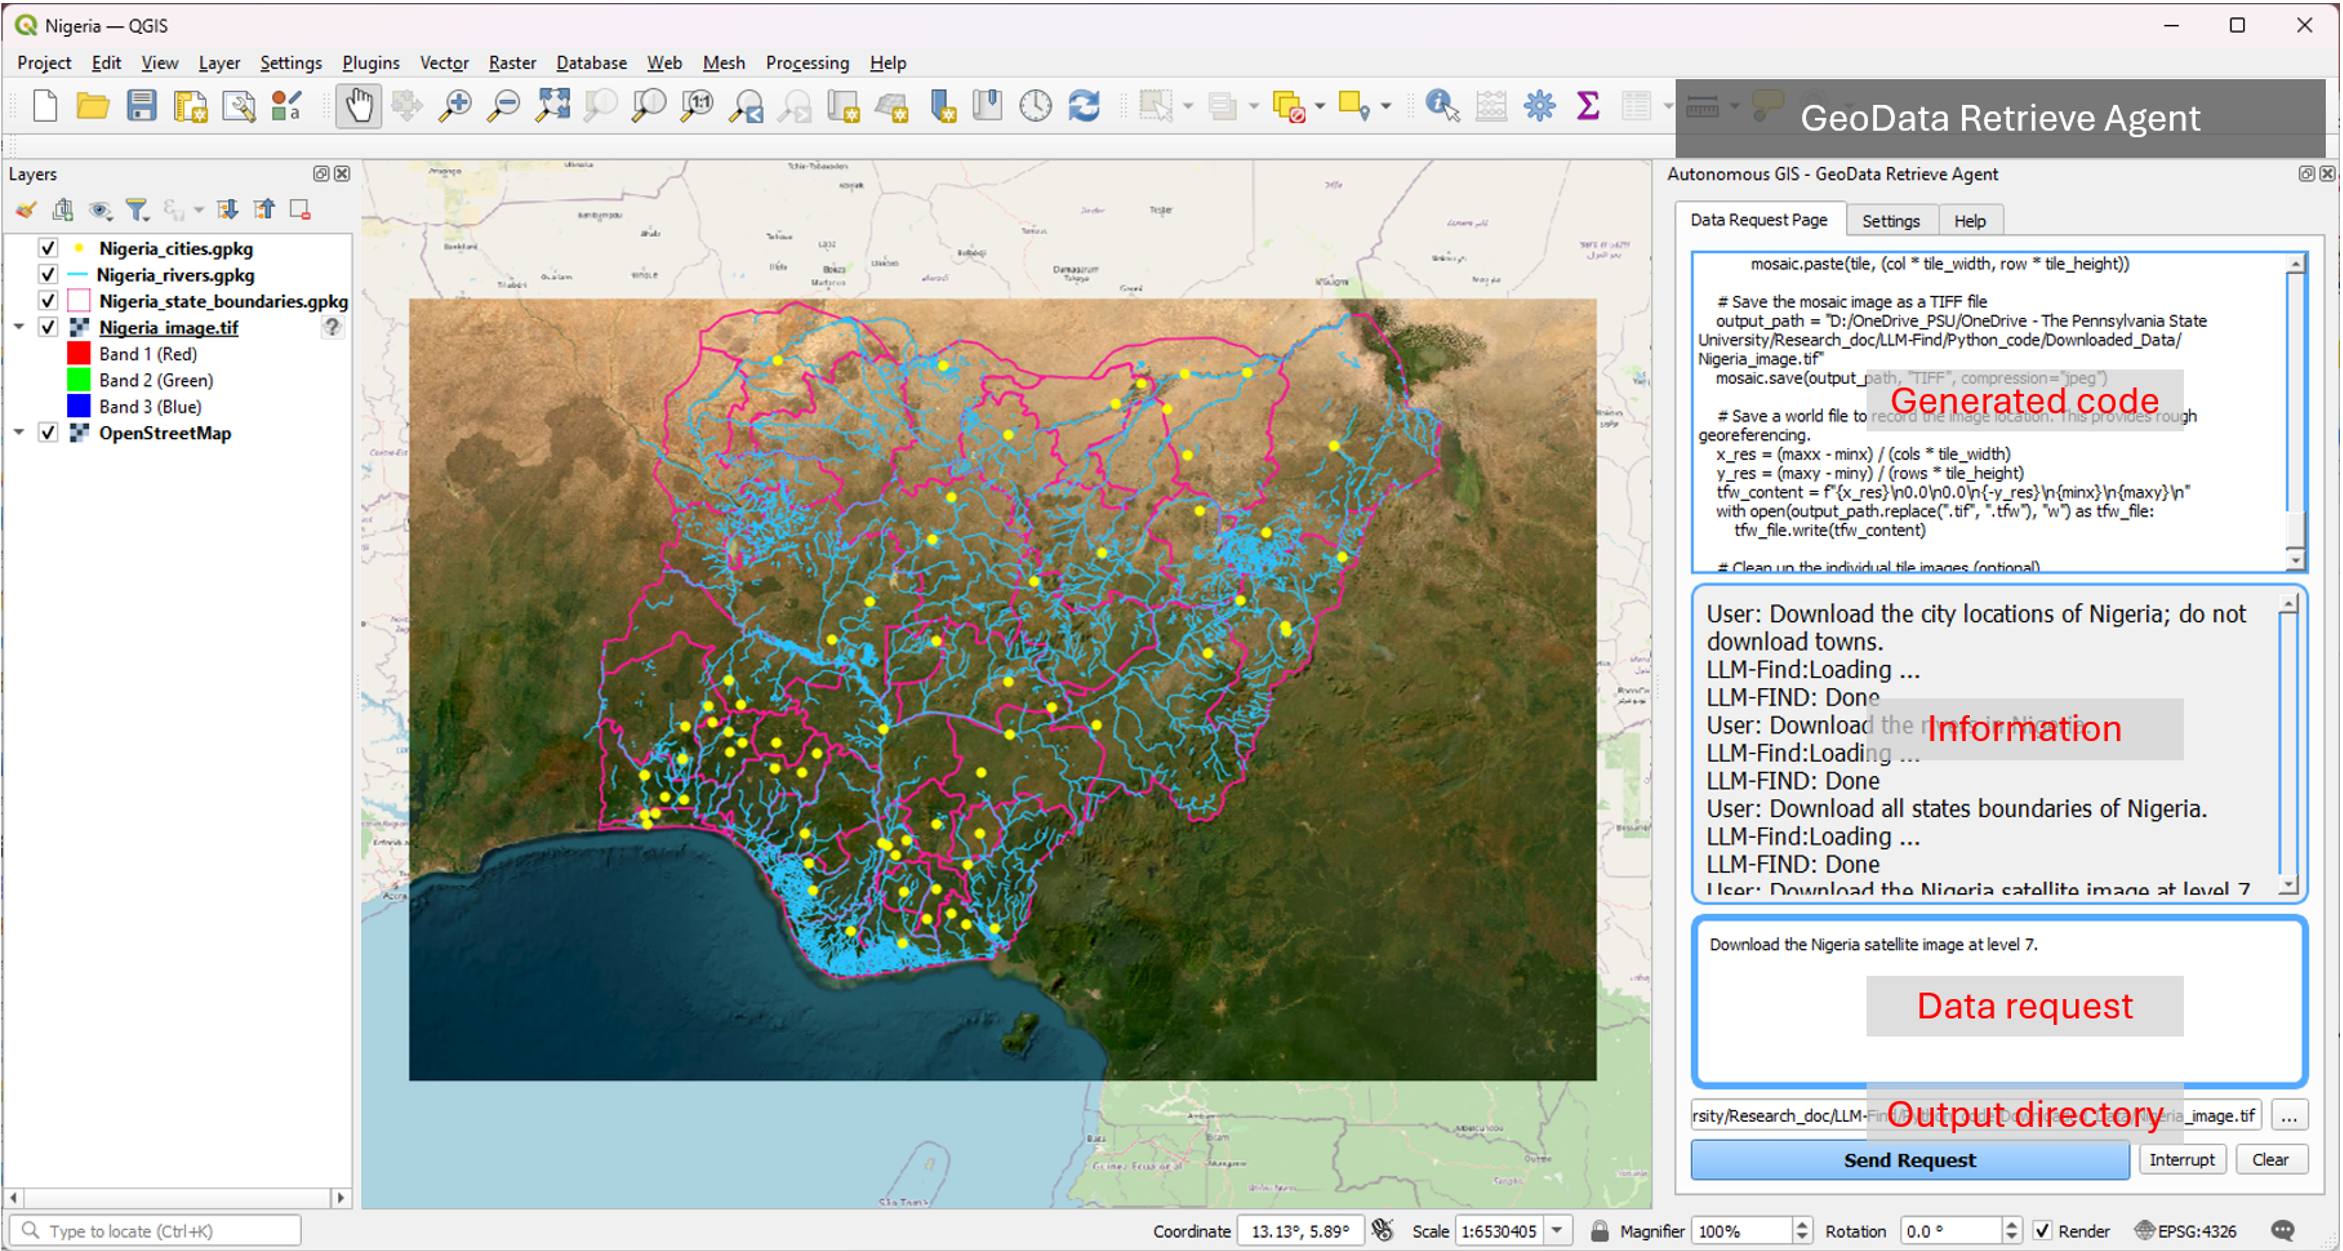 Nigeria — QGIS
Project Edit View Layer Settings Plugins Vector Raster Database Web Mesh Processing Help
GeoData Retrieve Agent
Layers
Nigeria_cities.gpkg
Nigeria_rivers.gpkg
Nigeria_state_boundaries.gpkg
Nigeria_image.tif
Band 1 (Red)
Band 2 (Green)
Band 3 (Blue)
OpenStreetMap
Autonomous GIS - GeoData Retrieve Agent
Data Request Page Settings Help
mosaic.paste(tile, (col * tile_width, row * tile_height))
# Save the mosaic image as a TIFF file
output_path = "D:/OneDrive_PSU/OneDrive - The Pennsylvania State
University/Research_doc/LLM-Find/Python_code/Downloaded_Data/
Nigeria_image.tif"
mosaic.save(output_path, "TIFF", compression="jpeg")
Generated code
# Save a world file to record the image location. This provides rough
georeferencing.
x_res = (maxx - minx) / (cols * tile_width)
y_res = (maxy - miny) / (rows * tile_height)
tfw_content = f"{x_res}\n0.0\n0.0\n{-y_res}\n{minx}\n{maxy}\n"
with open(output_path.replace(".tif", ".tfw"), "w") as tfw_file:
tfw_file.write(tfw_content)
# Clean up the individual tile images (optional)
User: Download the city locations of Nigeria; do not
download towns.
LLM-Find:Loading ...
LLM-FIND: Done
User: Download the rivers in Nigeria.
Information
LLM-Find:Loading ...
LLM-FIND: Done
User: Download all states boundaries of Nigeria.
LLM-Find:Loading ...
LLM-FIND: Done
User: Download the Nigeria satellite image at level 7
Download the Nigeria satellite image at level 7.
Data request
rsity/Research_doc/LLM-Find/Python_code/Downloaded_Data/Nigeria_image.tif ...
Output directory
Send Request Interrupt Clear
Type to locate (Ctrl+K) Coordinate 13.13°, 5.89° Scale 1:6530405 Magnifier 100% Rotation 0.0 ° Render EPSG:4326